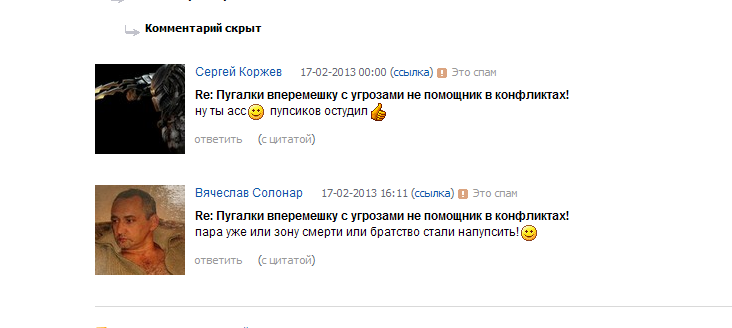 Комментарий скрыт
Сергей Коржев 17-02-2013 00:00 (ссылка) Это спам
Re: Пугалки вперемешку с угрозами не помощник в конфликтах!
ну ты асс пупсиков остудил
ответить (с цитатой)
Вячеслав Солонар 17-02-2013 16:11 (ссылка) Это спам
Re: Пугалки вперемешку с угрозами не помощник в конфликтах!
пара уже или зону смерти или братство стали напупсить!
ответить (с цитатой)